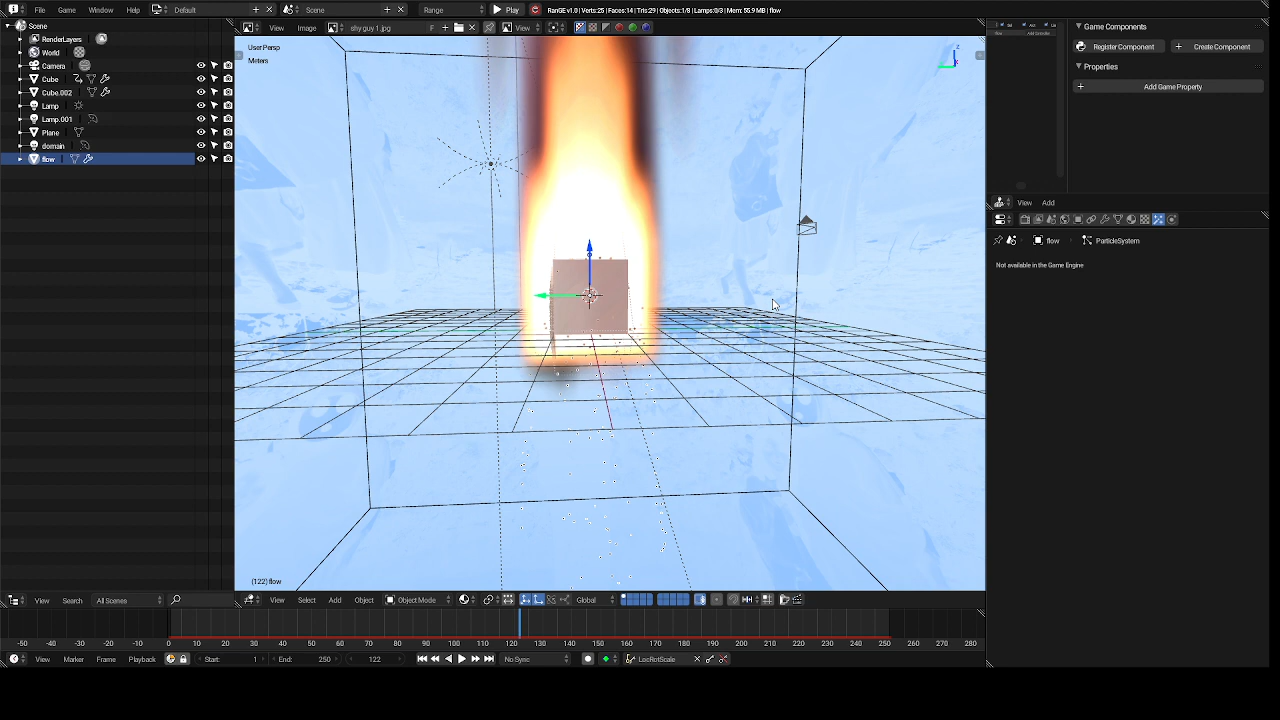 File Game Window Help Default Scene Range Play RanGE v1.0 | Verts:25 | Faces:14 | Tris:29 | Objects:1/8 | Lamps:0/3 | Mem: 55.9 MB | flow
View Image shy guy 1.jpg F View
Scene
RenderLayers
World
Camera
Cube
Cube.002
Lamp
Lamp.001
Plane
domain
flow
User Persp
Meters
(122) flow
Game Components
Register Component Create Component
Properties
Add Game Property
View Add
flow ParticleSystem
Not available in the Game Engine
View Search All Scenes
View Select Add Object Object Mode Global
-50 -40 -30 -20 -10 0 10 20 30 40 50 60 70 80 90 100 110 120 130 140 150 160 170 180 190 200 210 220 230 240 250 260 270 280
View Marker Frame Playback Start: 1 End: 250 122 No Sync LocRotScale